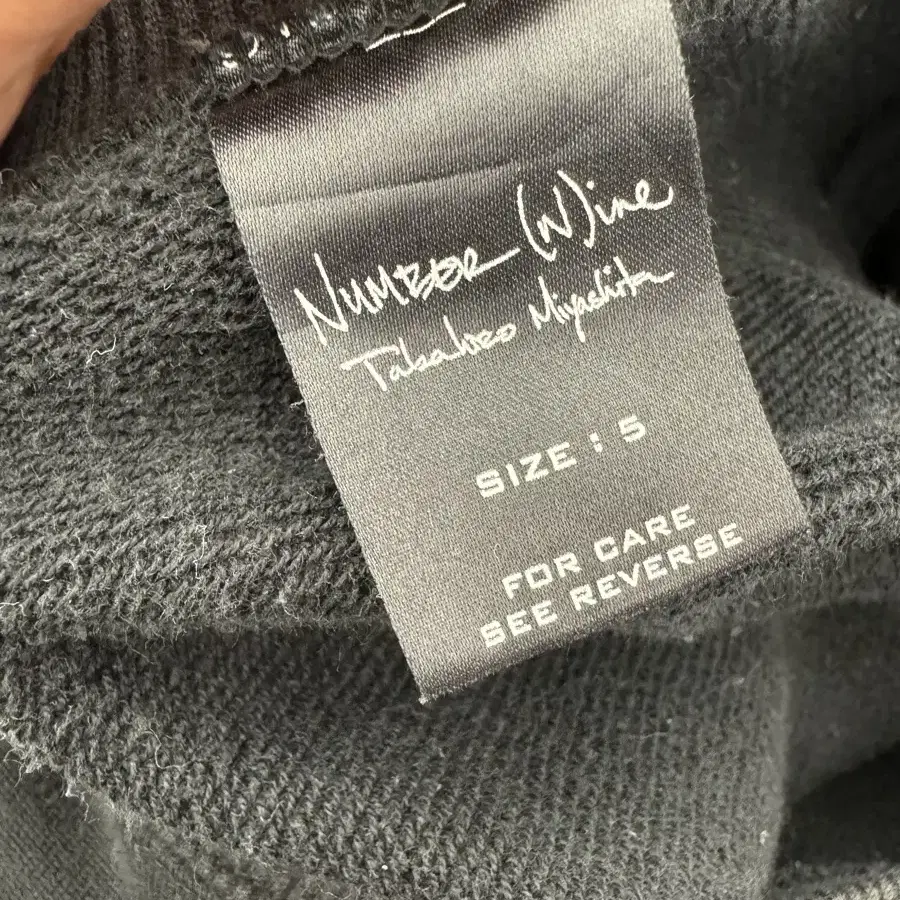 NUMBER (N)ine
Takahiro Miyashita
SIZE : 5
FOR CARE
SEE REVERSE